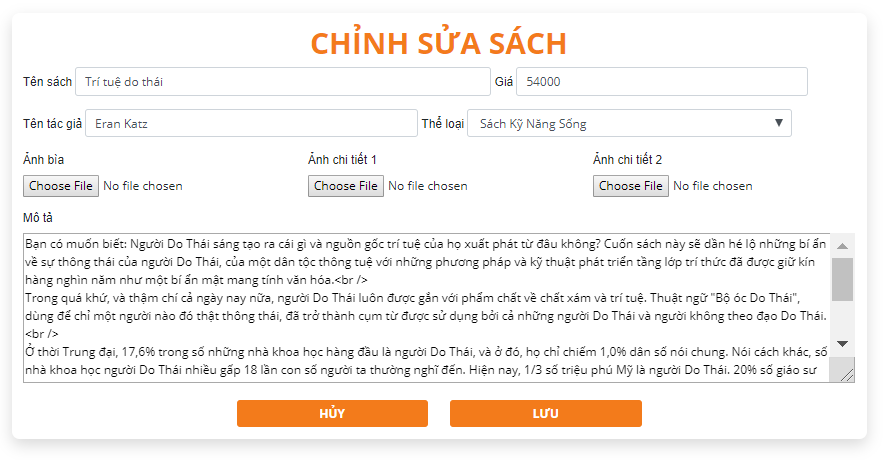 CHỈNH SỬA SÁCH
Tên sách Trí tuệ do thái Giá 54000
Tên tác giả Eran Katz Thể loại Sách Kỹ Năng Sống
Ảnh bìa Ảnh chi tiết 1 Ảnh chi tiết 2
Choose File No file chosen Choose File No file chosen Choose File No file chosen
Mô tả
Bạn có muốn biết: Người Do Thái sáng tạo ra cái gì và nguồn gốc trí tuệ của họ xuất phát từ đâu không? Cuốn sách này sẽ dần hé lộ những bí ẩn
về sự thông thái của người Do Thái, của một dân tộc thông tuệ với những phương pháp và kỹ thuật phát triển tầng lớp trí thức đã được giữ kín
hàng nghìn năm như một bí ẩn mật mang tính văn hóa.<br />
Trong quá khứ, và thậm chí cả ngày nay nữa, người Do Thái luôn được gắn với phẩm chất về chất xám và trí tuệ. Thuật ngữ "Bộ óc Do Thái",
dùng để chỉ một người nào đó thật thông thái, đã trở thành cụm từ được sử dụng bởi cả những người Do Thái và người không theo đạo Do Thái.
<br />
Ở thời Trung đại, 17,6% trong số những nhà khoa học hàng đầu là người Do Thái, và ở đó, họ chỉ chiếm 1,0% dân số nói chung. Nói cách khác, số
nhà khoa học người Do Thái nhiều gấp 18 lần con số người ta thường nghĩ đến. Hiện nay, 1/3 số triệu phú Mỹ là người Do Thái. 20% số giáo sư
HỦY LƯU